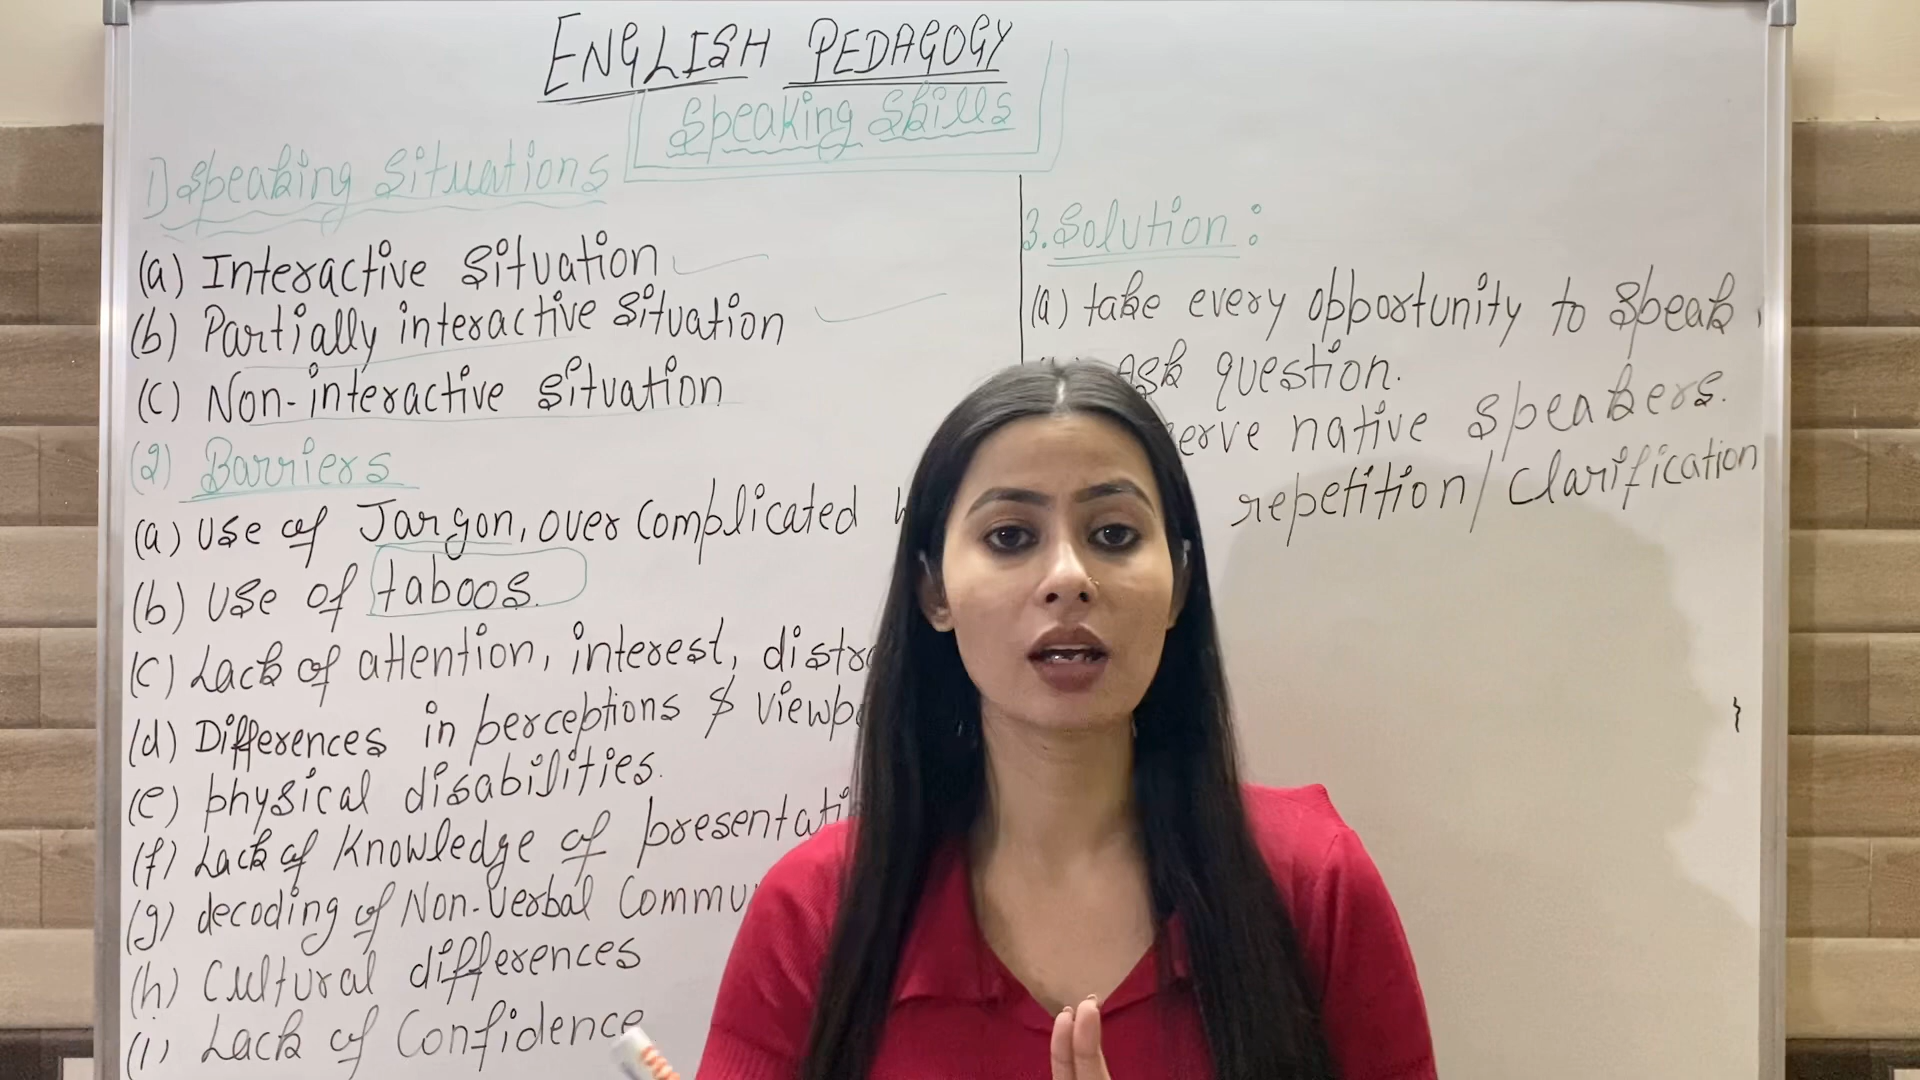 ENGLISH PEDAGOGY
Speaking Skills
1) Speaking Situations
(a) Interactive Situation
(b) Partially interactive Situation
(c) Non-interactive Situation
(2) Barriers
(a) Use of Jargon, over complicated
(b) Use of taboos.
(c) Lack of attention, interest,
(d) Differences in perceptions &
(e) physical disabilities.
(f) Lack of Knowledge of
(g) decoding of Non-Verbal
(h) Cultural differences
(i) Lack of Confidence
3. Solution:
(a) take every opportunity to speak
Ask question.
native speakers.
repetition/clarification